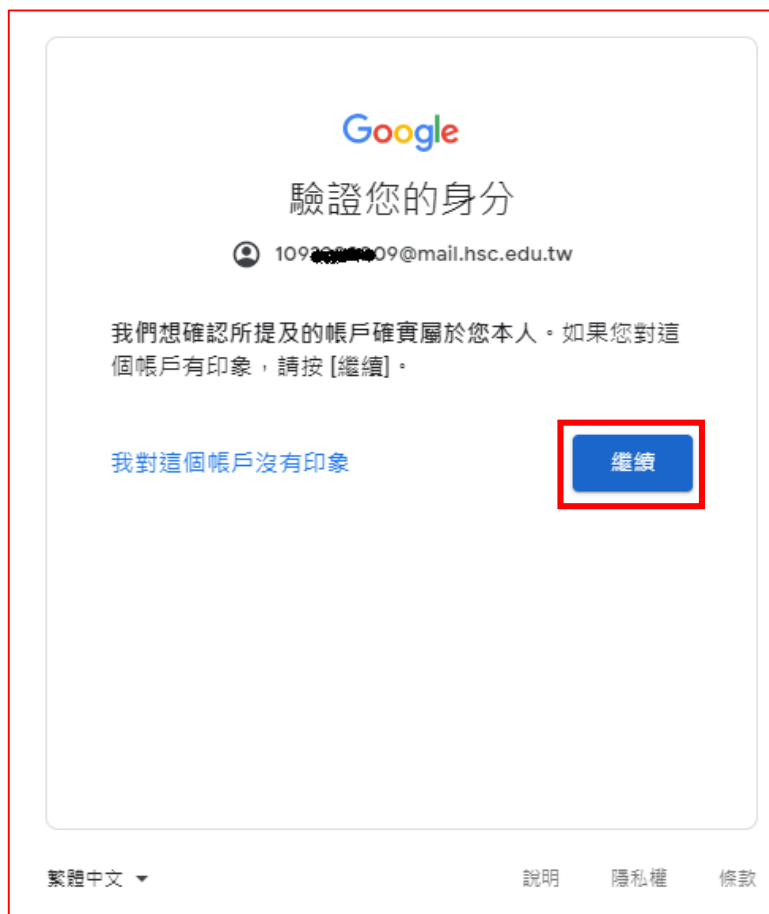 Google
驗證您的身分
109 09@mail.hsc.edu.tw
我們想確認所提及的帳戶確實屬於您本人。如果您對這
個帳戶有印象，請按 [繼續]。
我對這個帳戶沒有印象
繼續
繁體中文
說明 隱私權 條款